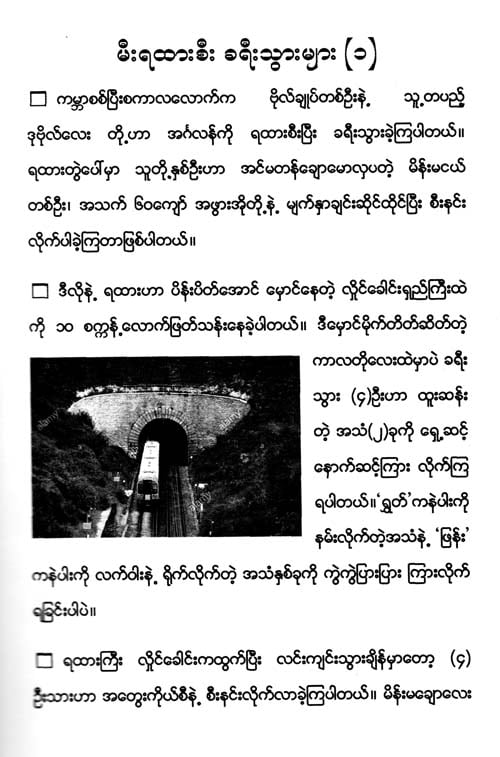 မီးရထားစီး ခရီးသွားများ (၁)
□ ကမ္ဘာစစ်ပြီးစကာလလောက်က ဗိုလ်ချုပ်တစ်ဦးနဲ့ သူ့တပည့်
ဒုဗိုလ်လေး တို့ဟာ အင်္ဂလန်ကို ရထားစီးပြီး ခရီးသွားခဲ့ကြပါတယ်။
ရထားတွဲပေါ်မှာ သူတို့နှစ်ဦးဟာ အင်မတန်ချောမောလှပတဲ့ မိန်းမငယ်
တစ်ဦး၊ အသက် ၆၀ကျော် အဖွားအိုတို့နဲ့ မျက်နှာချင်းဆိုင်ထိုင်ပြီး စီးနင်း
လိုက်ပါခဲ့ကြတာဖြစ်ပါတယ်။
□ ဒီလိုနဲ့ ရထားဟာ ပိန်းပိတ်အောင် မှောင်နေတဲ့ လှိုင်ခေါင်းရှည်ကြီးထဲ
ကို ၁၀ စက္ကန့်လောက်ဖြတ်သန်းနေခဲ့ပါတယ်။ ဒီမှောင်မိုက်တိတ်ဆိတ်တဲ့
ကာလတိုလေးထဲမှာပဲ ခရီး
သွား (၄)ဦးဟာ ထူးဆန်း
တဲ့ အသံ(၂)ခုကို ရှေ့ဆင့်
နောက်ဆင့်ကြား လိုက်ကြ
ရပါတယ်။‘ရွှတ်’ကနဲပါးကို
နမ်းလိုက်တဲ့အသံနဲ့ ‘ဖြန်း’
ကနဲပါးကို လက်ဝါးနဲ့ ရိုက်လိုက်တဲ့ အသံနှစ်ခုကို ကွဲကွဲပြားပြား ကြားလိုက်
ရခြင်းပါပဲ။
□ ရထားကြီး လှိုင်ခေါင်းကထွက်ပြီး လင်းကျင်းသွားချိန်မှာတော့ (၄)
ဦးသားဟာ အတွေးကိုယ်စီနဲ့ စီးနင်းလိုက်လာခဲ့ကြပါတယ်။ မိန်းမချောလေး